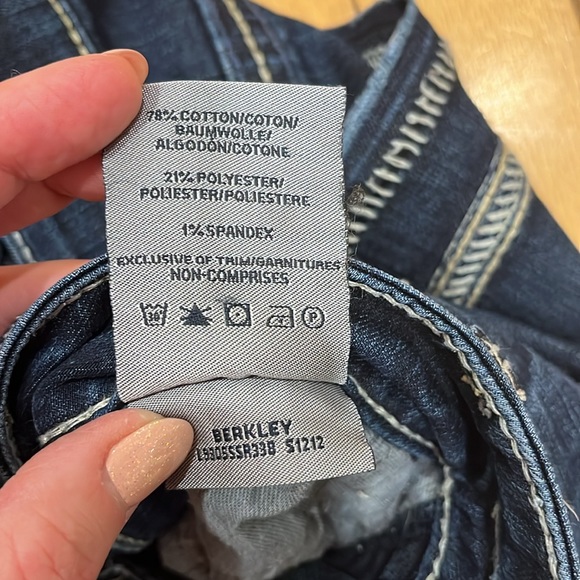 78% COTTON/COTON/
BAUMWOLLE/
ALGODÓN/COTONE
21% POLYESTER/
POLIESTER/POLIESTERE
1% SPANDEX
EXCLUSIVE OF TRIM/GARNITURES
NON-COMPRISES
P
BERKLEY
L9305SSR33B S1212